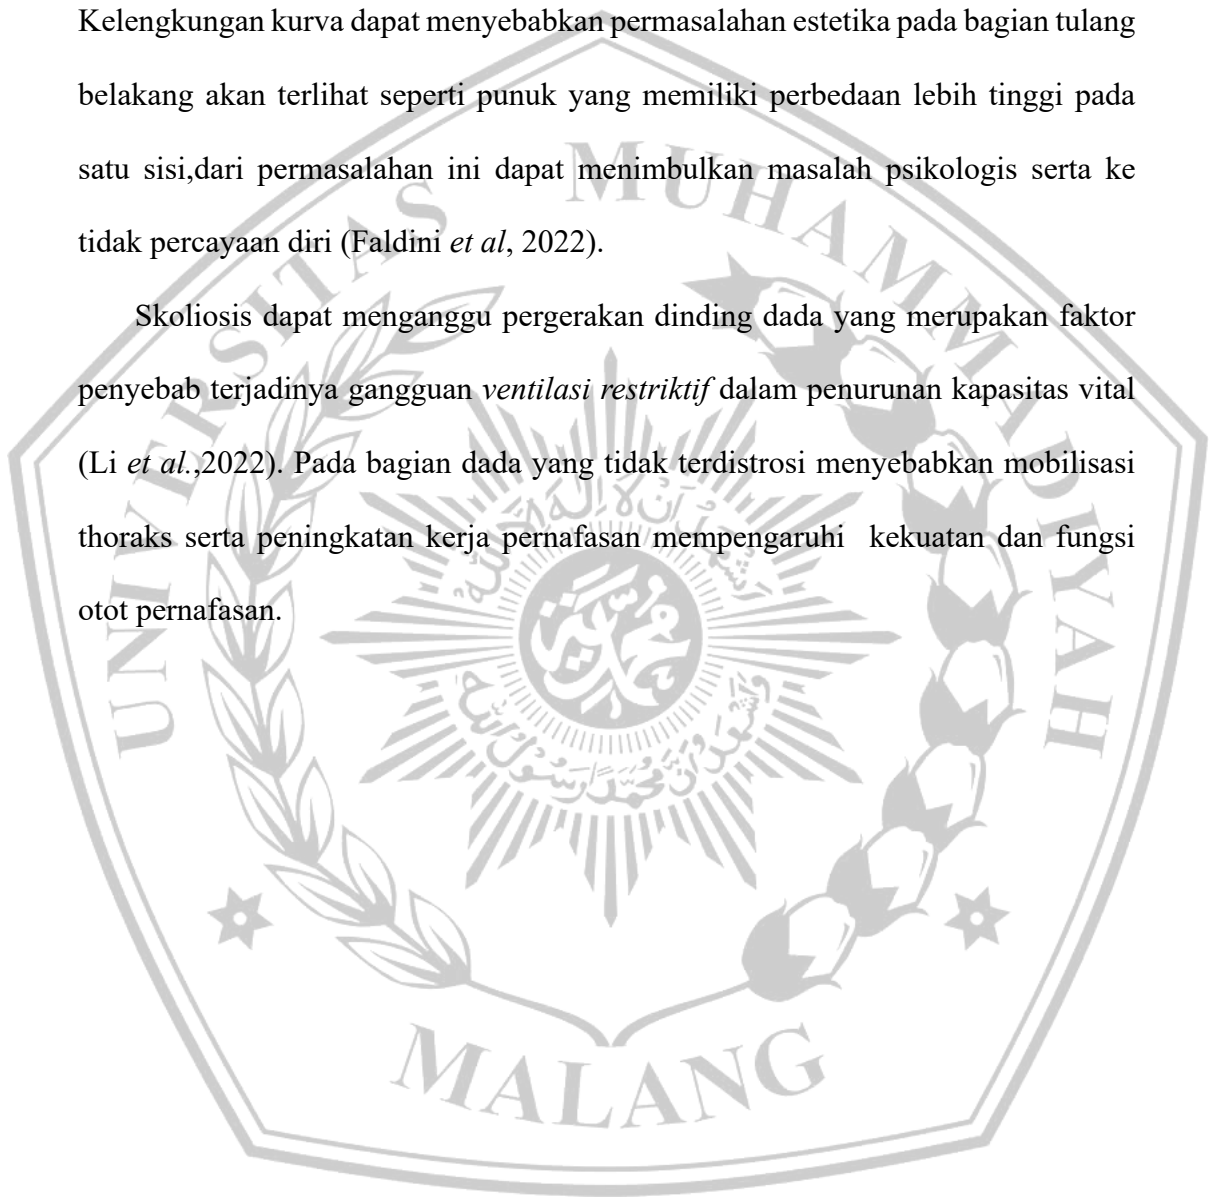 Kelengkungan kurva dapat menyebabkan permasalahan estetika pada bagian tulang
belakang akan terlihat seperti punuk yang memiliki perbedaan lebih tinggi pada
satu sisi,dari permasalahan ini dapat menimbulkan masalah psikologis serta ke
tidak percayaan diri (Faldini et al, 2022).
Skoliosis dapat menganggu pergerakan dinding dada yang merupakan faktor
penyebab terjadinya gangguan ventilasi restriktif dalam penurunan kapasitas vital
(Li et al.,2022). Pada bagian dada yang tidak terdistrosi menyebabkan mobilisasi
thoraks serta peningkatan kerja pernafasan mempengaruhi kekuatan dan fungsi
otot pernafasan.
UNIVERSITAS MUHAMMADIYAH
MALANG